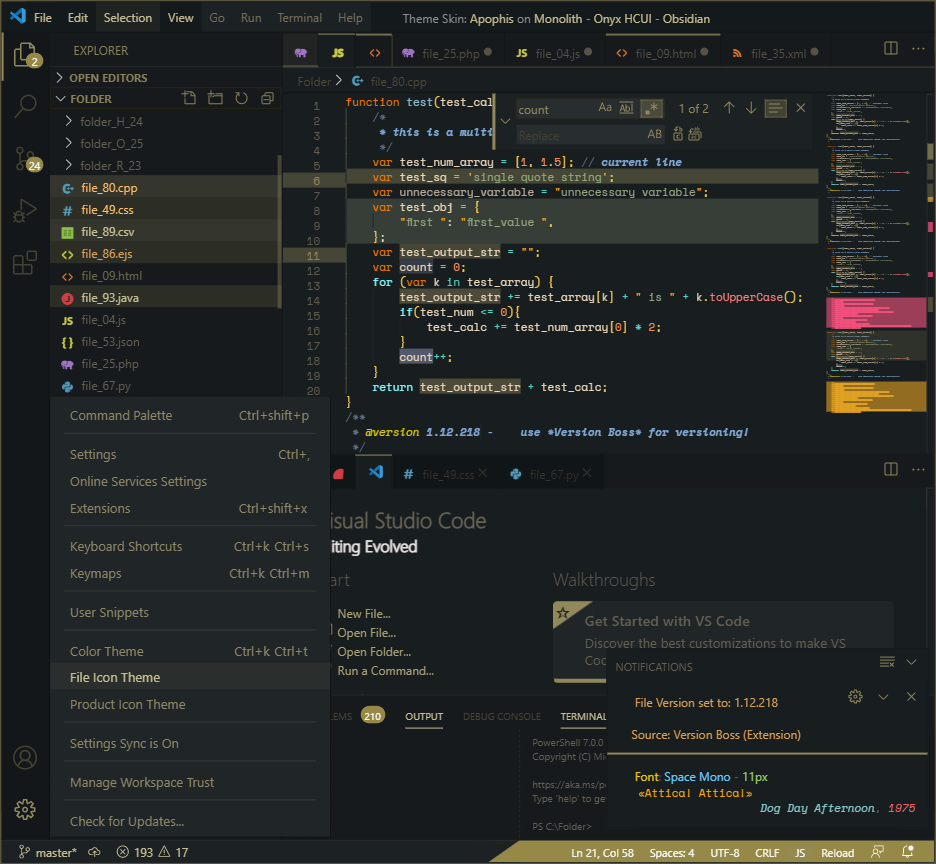 File Edit Selection View Go Run Terminal Help Theme Skin: Apophis on Monolith - Onyx HCUI - Obsidian
2
EXPLORER
JS
file_25.php
JS file_04.js
file_09.html
file_35.xml
OPEN EDITORS
FOLDER
Folder > file_80.cpp
folder_H_24
folder_O_25
folder_R_23
24
file_80.cpp
# file_49.css
file_89.csv
file_86.ejs
file_09.html
file_93.java
JS file_04.js
{} file_53.json
file_25.php
file_67.py
count Aa Abl .* 1 of 2
Replace AB
1 function test(test_cal
2 /*
3 * this is a multi
4 */
5 var test_num_array = [1, 1.5]; // current line
6 var test_sq = 'single quote string';
7 var unnecessary_variable = "unnecessary variable";
8 var test_obj = {
9 "first ": "first_value ",
10 };
11 var test_output_str = "";
12 var count = 0;
13 for (var k in test_array) {
14 test_output_str += test_array[k] + " is " + k.toUpperCase();
15 if(test_num <= 0){
16 test_calc += test_num_array[0] * 2;
17 }
18 count++;
19 }
20 return test_output_str + test_calc;
}
/**
* @version 1.12.218 - use *Version Boss* for versioning!
*/
Command Palette Ctrl+shift+p
Settings Ctrl+,
Online Services Settings
Extensions Ctrl+shift+x
Keyboard Shortcuts Ctrl+k Ctrl+s
Keymaps Ctrl+k Ctrl+m
User Snippets
Color Theme Ctrl+k Ctrl+t
File Icon Theme
Product Icon Theme
Settings Sync is On
Manage Workspace Trust
Check for Updates...
# file_49.css
file_67.py
isual Studio Code
iting Evolved
art
New File...
Open File...
Open Folder...
Run a Command...
Walkthroughs
Get Started with VS Code
Discover the best customizations to make VS
Coc
LEMS 210 OUTPUT DEBUG CONSOLE TERMINAL
PowerShell 7.0.0
Copyright (C) Mi
https://aka.ms/p
Type 'help' to ge
PS C:\Folder>
NOTIFICATIONS
File Version set to: 1.12.218
Source: Version Boss (Extension)
Font: Space Mono - 11px
«Attica! Attica!»
Dog Day Afternoon, 1975
master* 193 17 Ln 21, Col 58 Spaces: 4 UTF-8 CRLF JS Reload